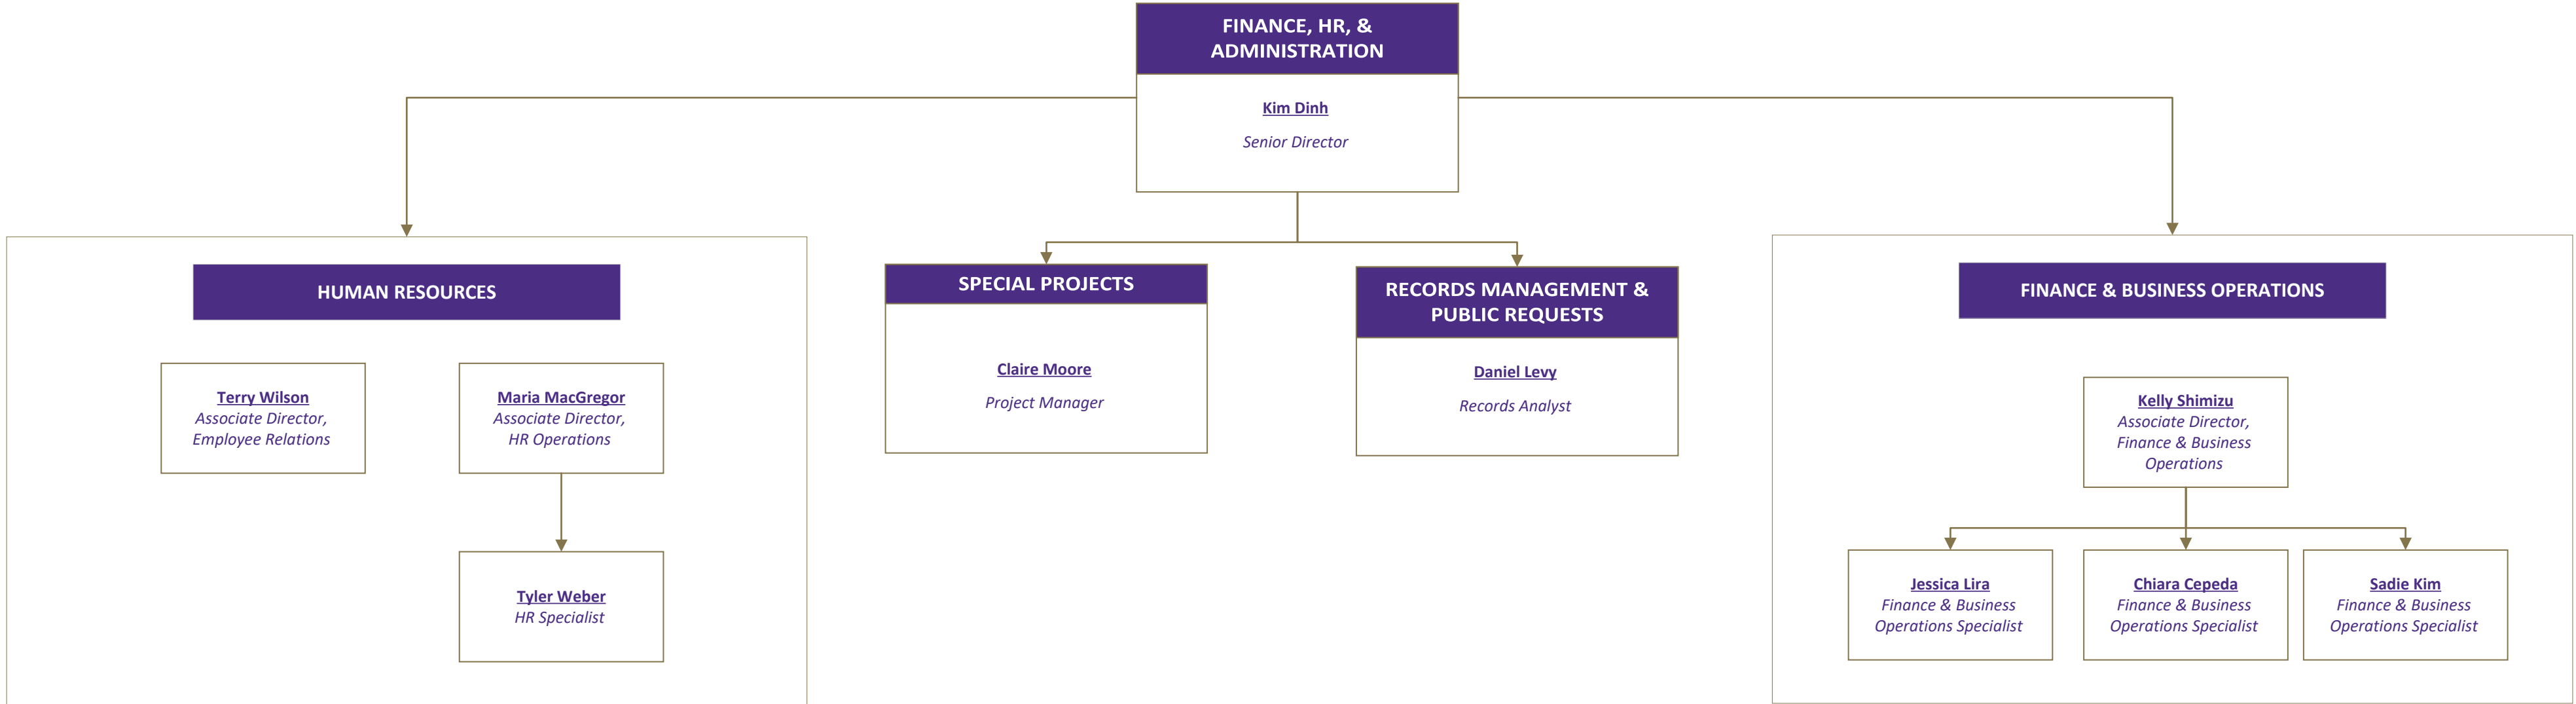 FINANCE, HR, &
ADMINISTRATION
Kim Dinh
Senior Director
HUMAN RESOURCES
Terry Wilson
Associate Director,
Employee Relations
Maria MacGregor
Associate Director,
HR Operations
Tyler Weber
HR Specialist
SPECIAL PROJECTS
Claire Moore
Project Manager
RECORDS MANAGEMENT &
PUBLIC REQUESTS
Daniel Levy
Records Analyst
FINANCE & BUSINESS OPERATIONS
Kelly Shimizu
Associate Director,
Finance & Business
Operations
Jessica Lira
Finance & Business
Operations Specialist
Chiara Cepeda
Finance & Business
Operations Specialist
Sadie Kim
Finance & Business
Operations Specialist